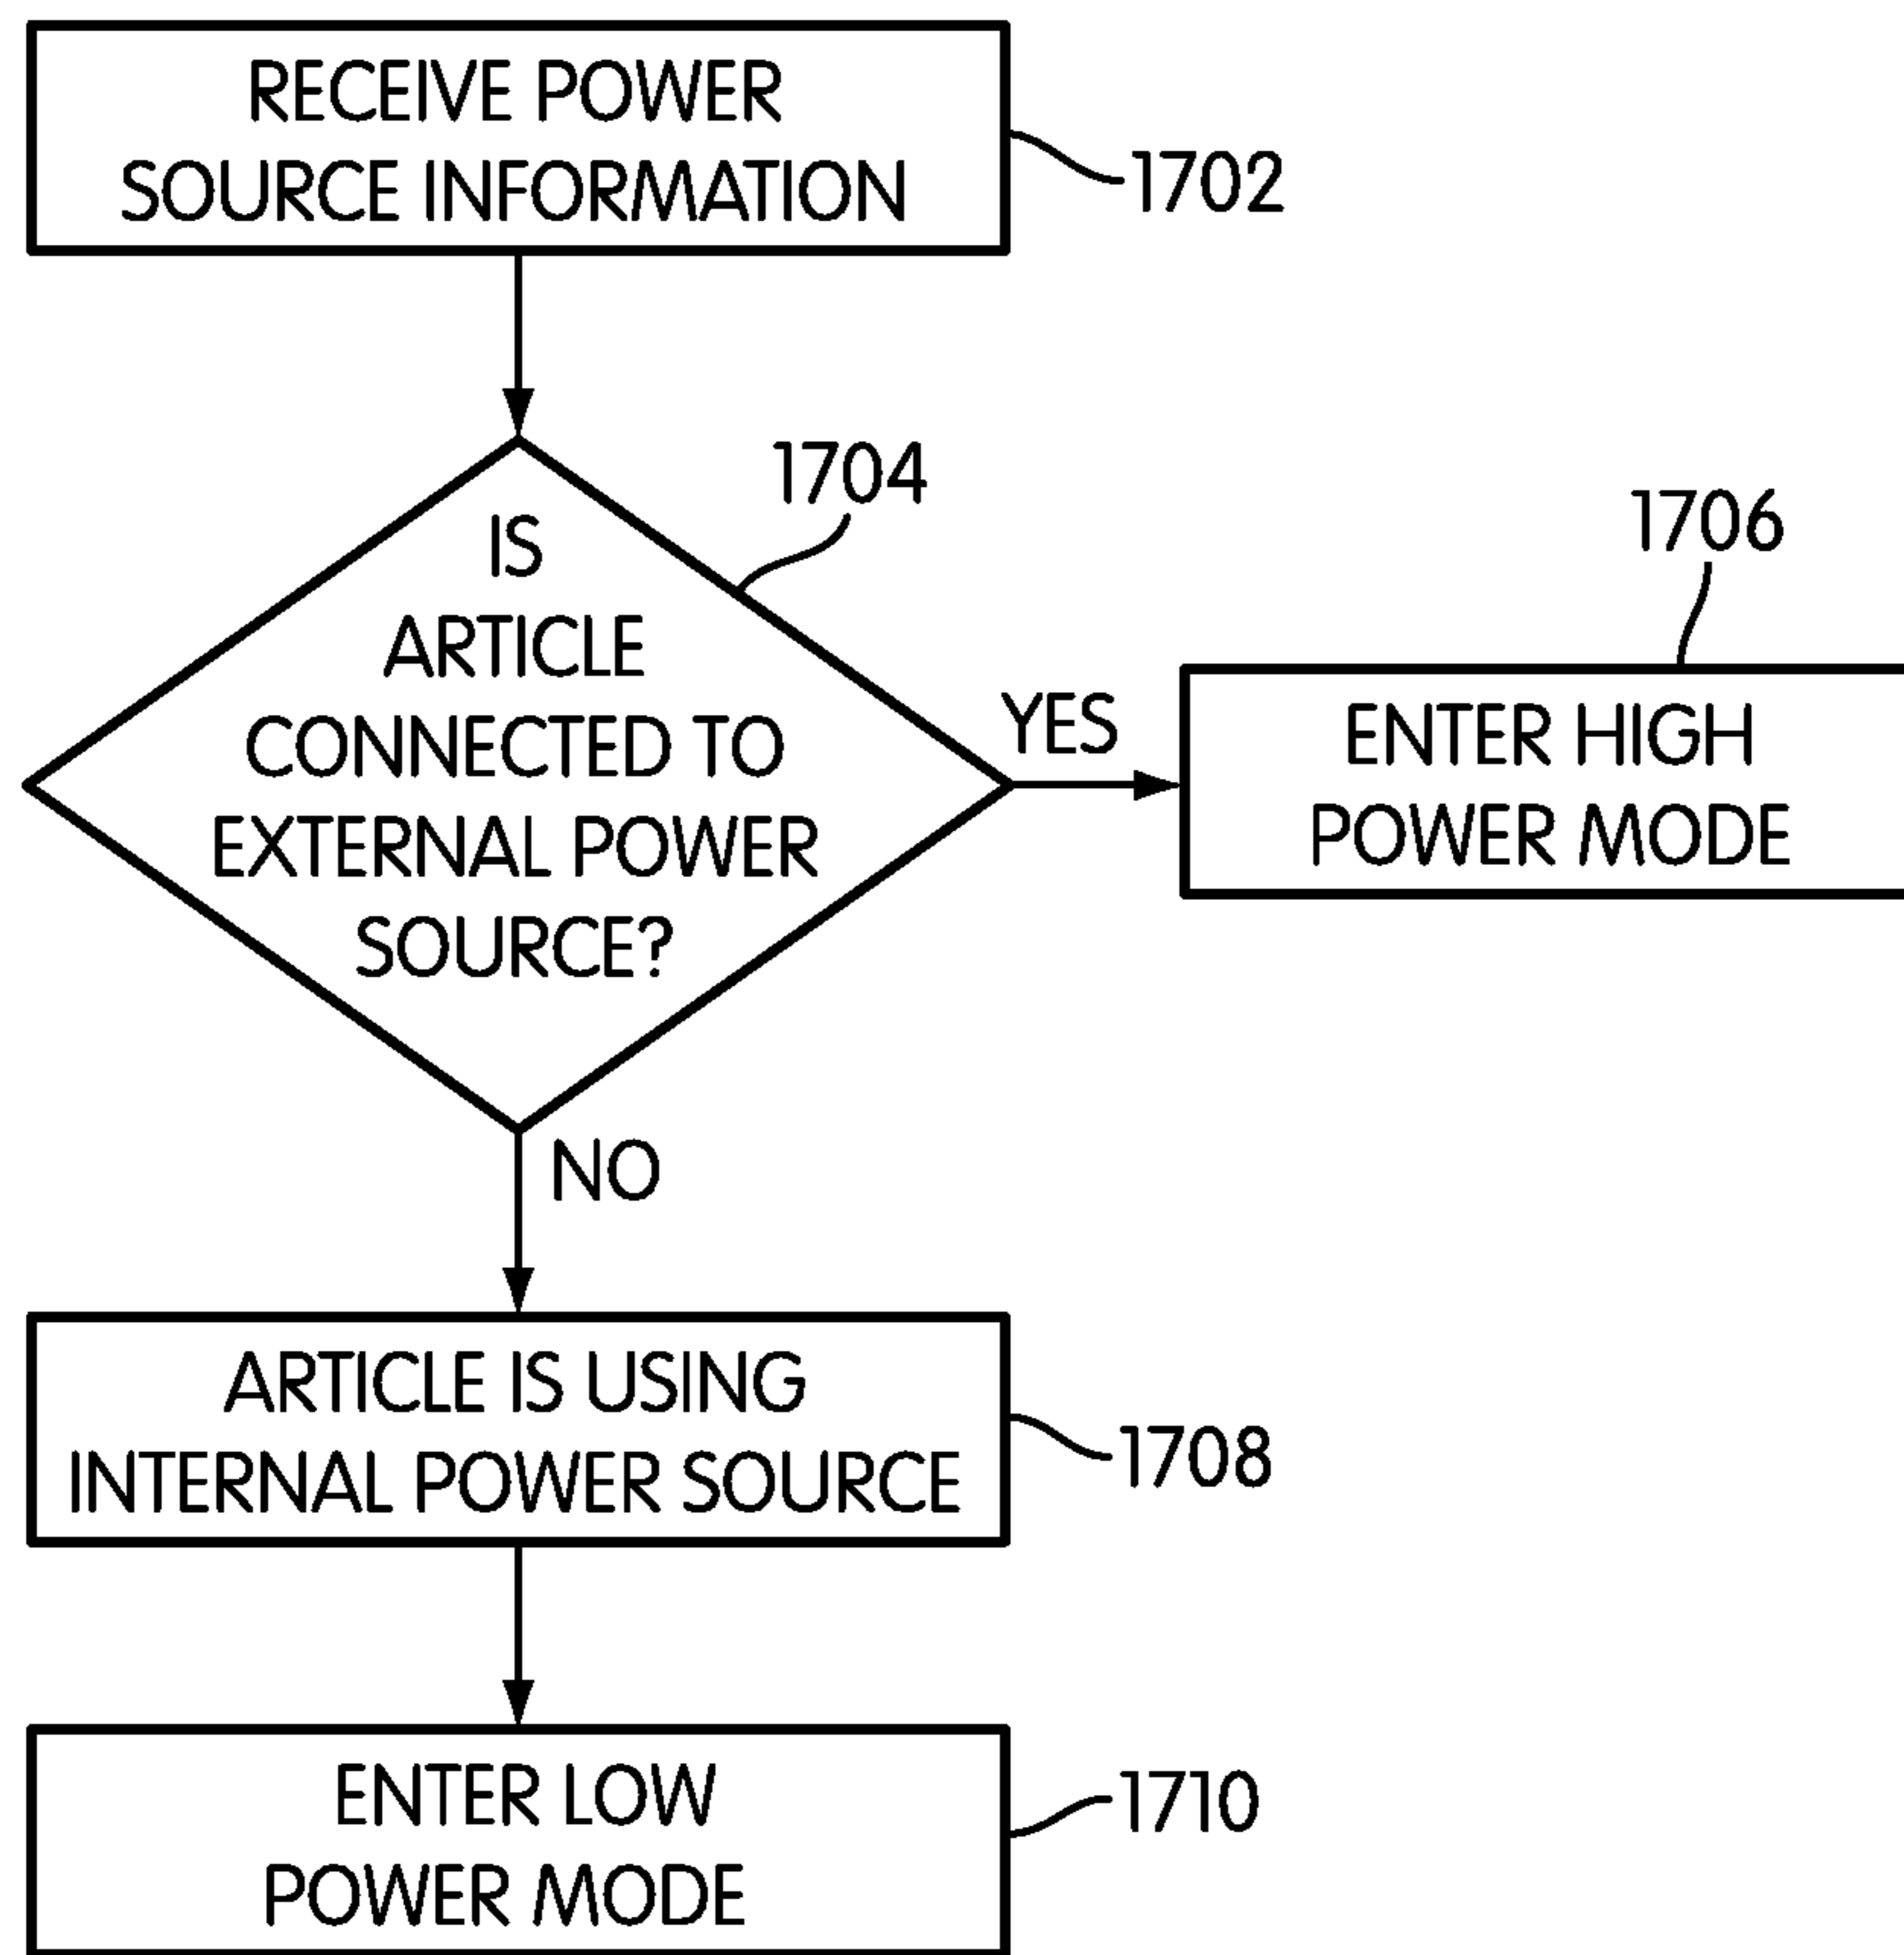 RECEIVE POWER
SOURCE INFORMATION
1702
1704
IS
ARTICLE
CONNECTED TO
EXTERNAL POWER
SOURCE?
YES
1706
ENTER HIGH
POWER MODE
NO
ARTICLE IS USING
INTERNAL POWER SOURCE
1708
ENTER LOW
POWER MODE
1710